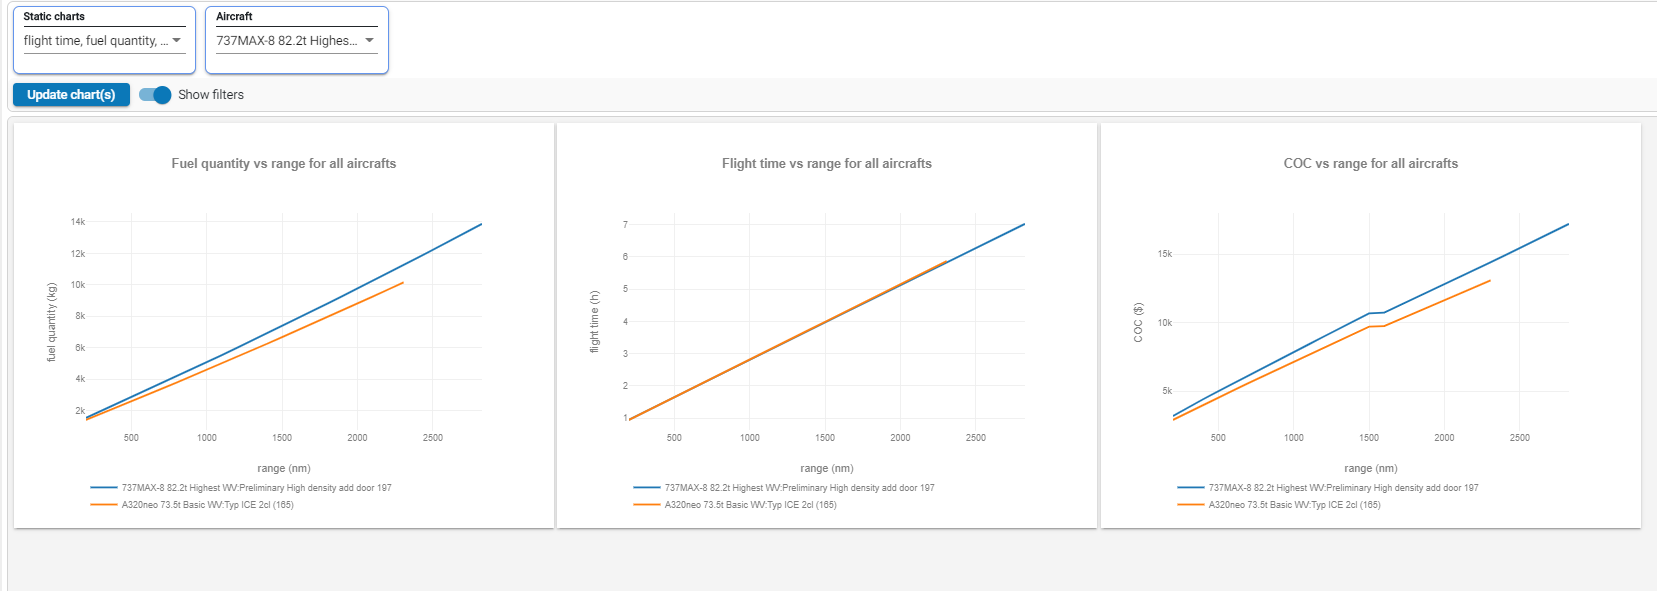 Static charts
flight time, fuel quantity, ...
Aircraft
737MAX-8 82.2t Highes...
Update chart(s)
Show filters
Fuel quantity vs range for all aircrafts
fuel quantity (kg)
14k
12k
10k
8k
6k
4k
2k
500 1000 1500 2000 2500
range (nm)
737MAX-8 82.2t Highest WV:Preliminary High density add door 197
A320neo 73.5t Basic WV:Typ ICE 2cl (165)
Flight time vs range for all aircrafts
flight time (h)
7
6
5
4
3
2
1
500 1000 1500 2000 2500
range (nm)
737MAX-8 82.2t Highest WV:Preliminary High density add door 197
A320neo 73.5t Basic WV:Typ ICE 2cl (165)
COC vs range for all aircrafts
COC ($)
15k
10k
5k
500 1000 1500 2000 2500
range (nm)
737MAX-8 82.2t Highest WV:Preliminary High density add door 197
A320neo 73.5t Basic WV:Typ ICE 2cl (165)